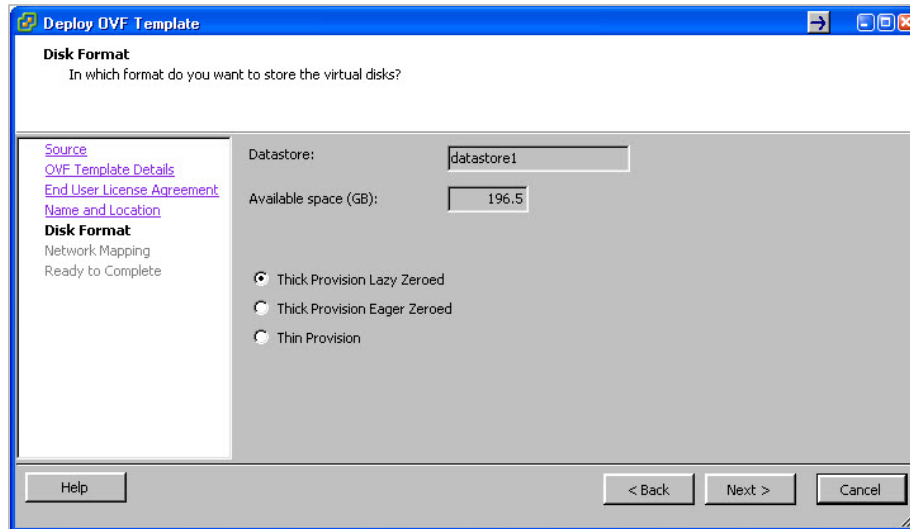 Deploy OVF Template
Disk Format
In which format do you want to store the virtual disks?
Source
OVF Template Details
End User License Agreement
Name and Location
Disk Format
Network Mapping
Ready to Complete
Datastore: datastore1
Available space (GB): 196.5
Thick Provision Lazy Zeroed
Thick Provision Eager Zeroed
Thin Provision
Help
< Back
Next >
Cancel